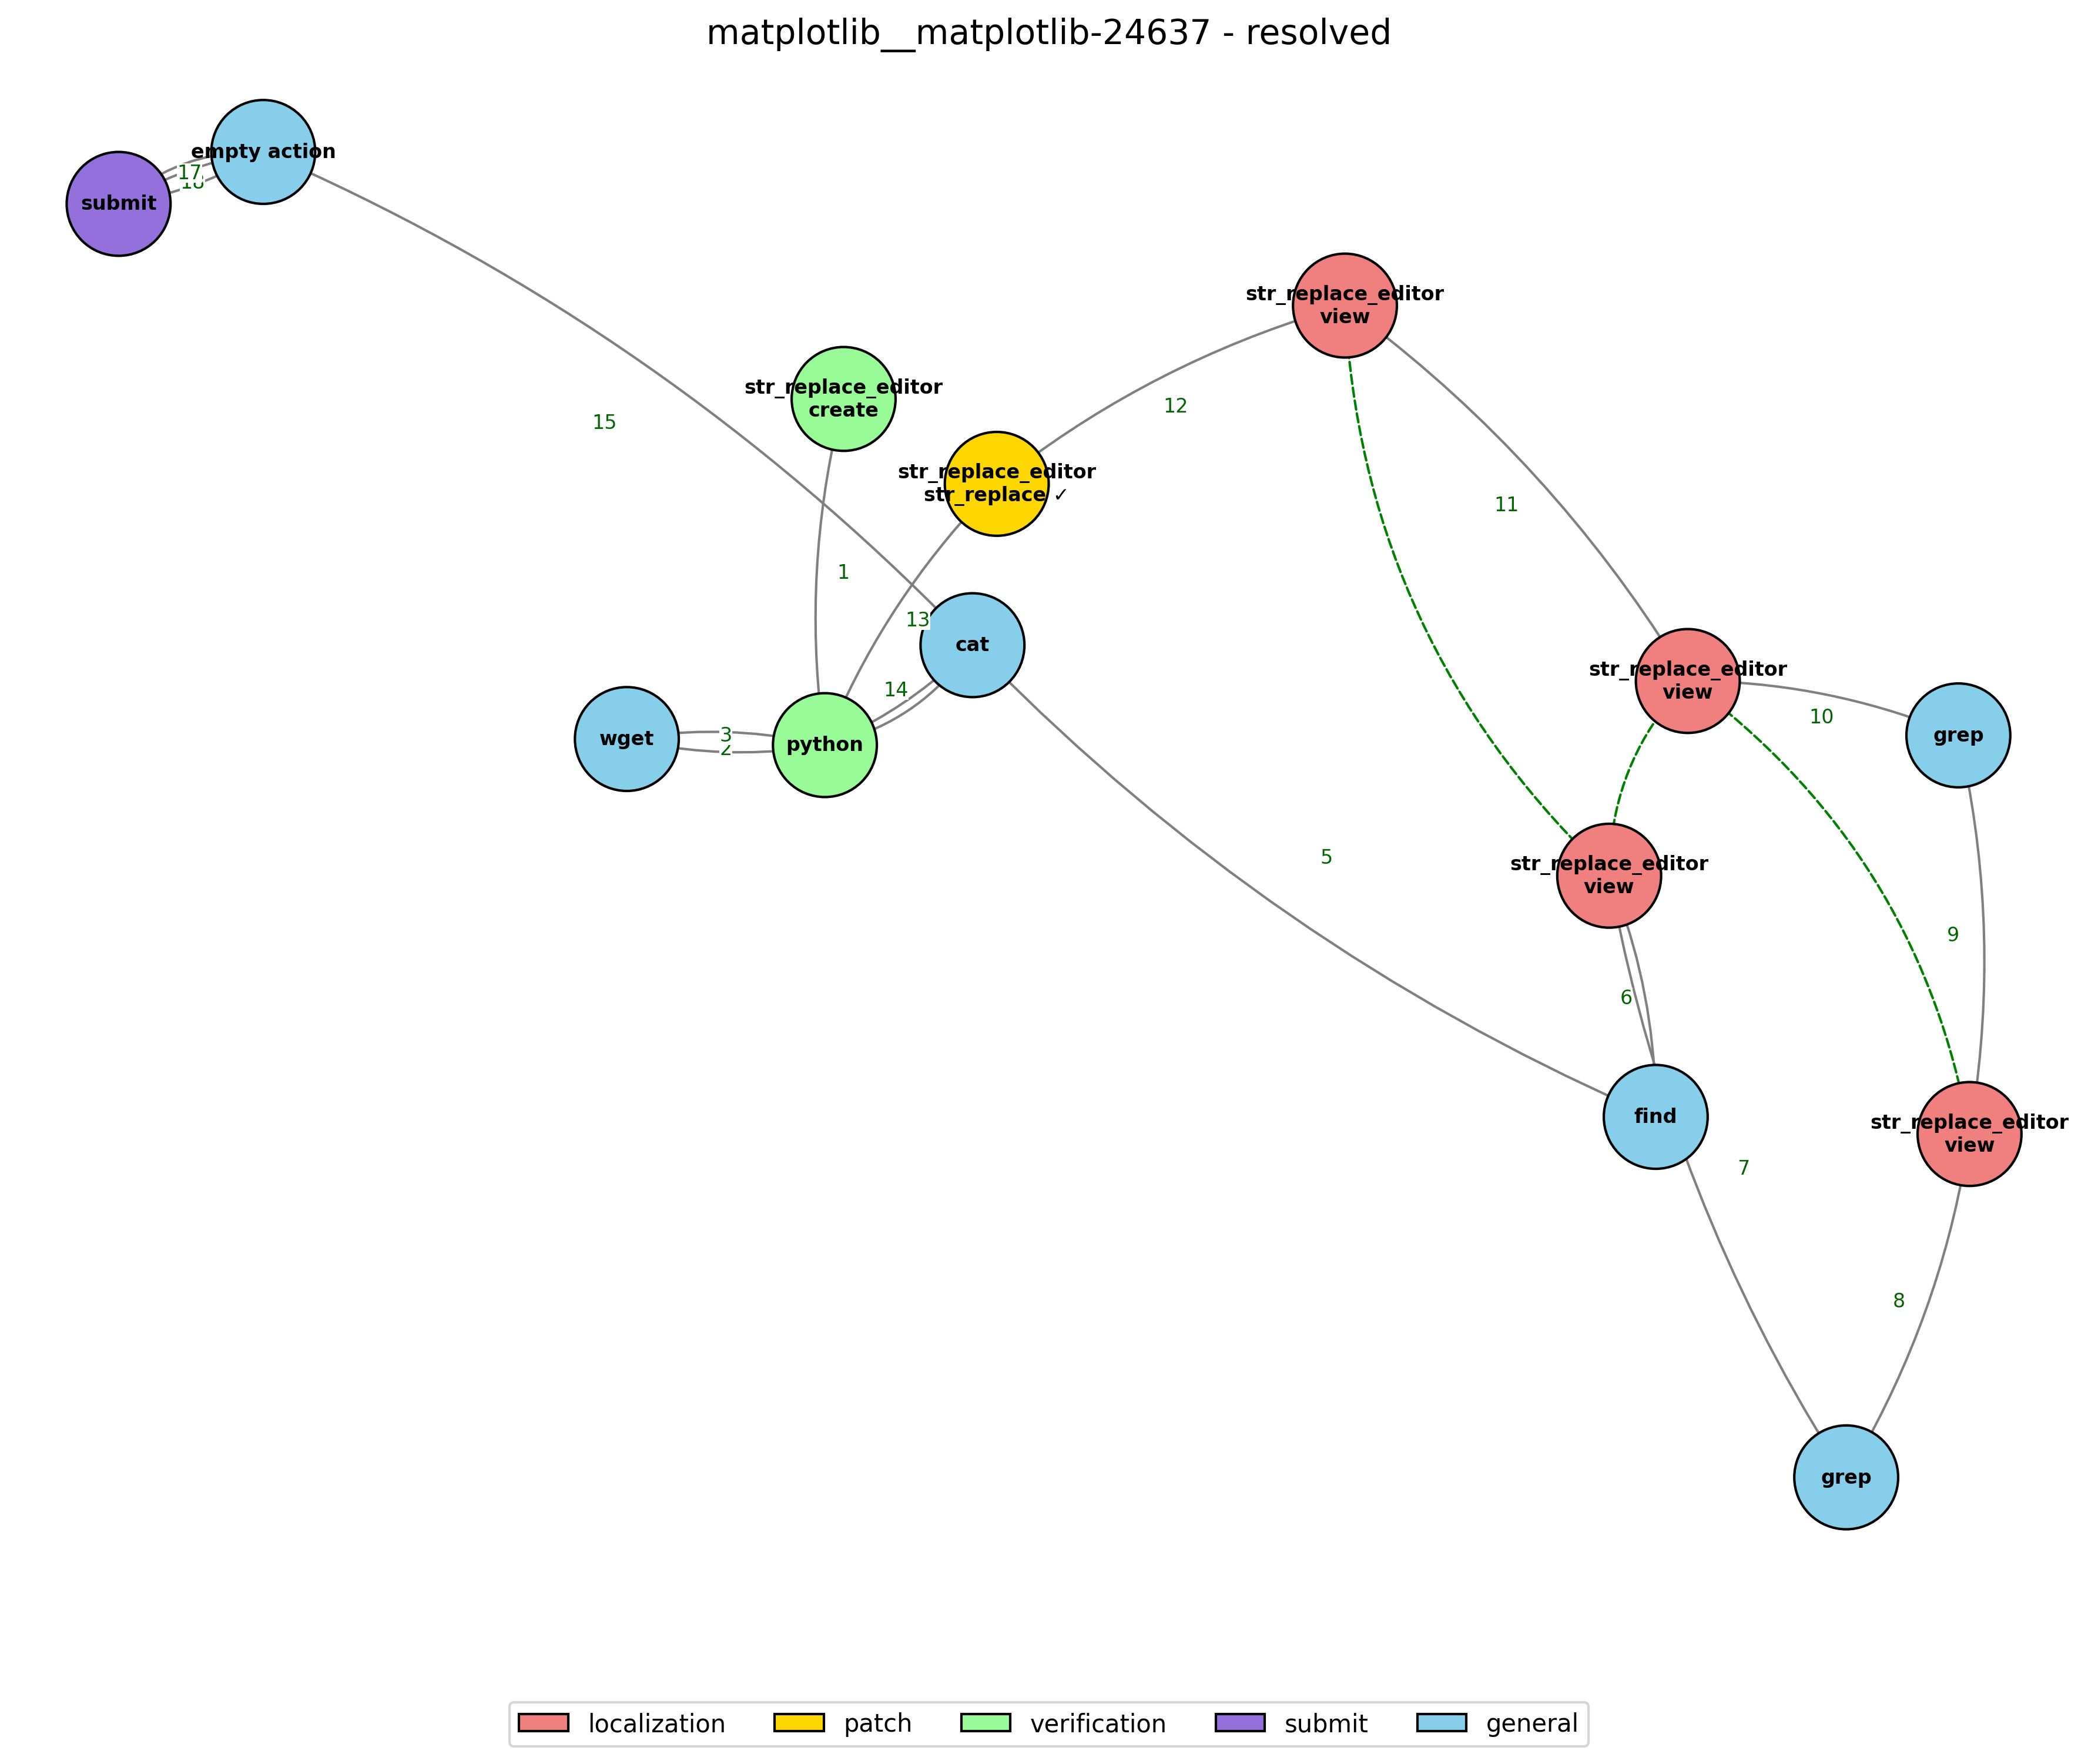 matplotlib__matplotlib-24637 - resolved
empty action
17
submit
str_replace_editor
view
str_replace_editor
create
12
15
str_replace_editor
str_replace ✓
11
1
13
cat
str_replace_editor
view
14
10
wget
3
2
python
grep
5
str_replace_editor
view
9
6
find
str_replace_editor
view
7
8
grep
localization
patch
verification
submit
general